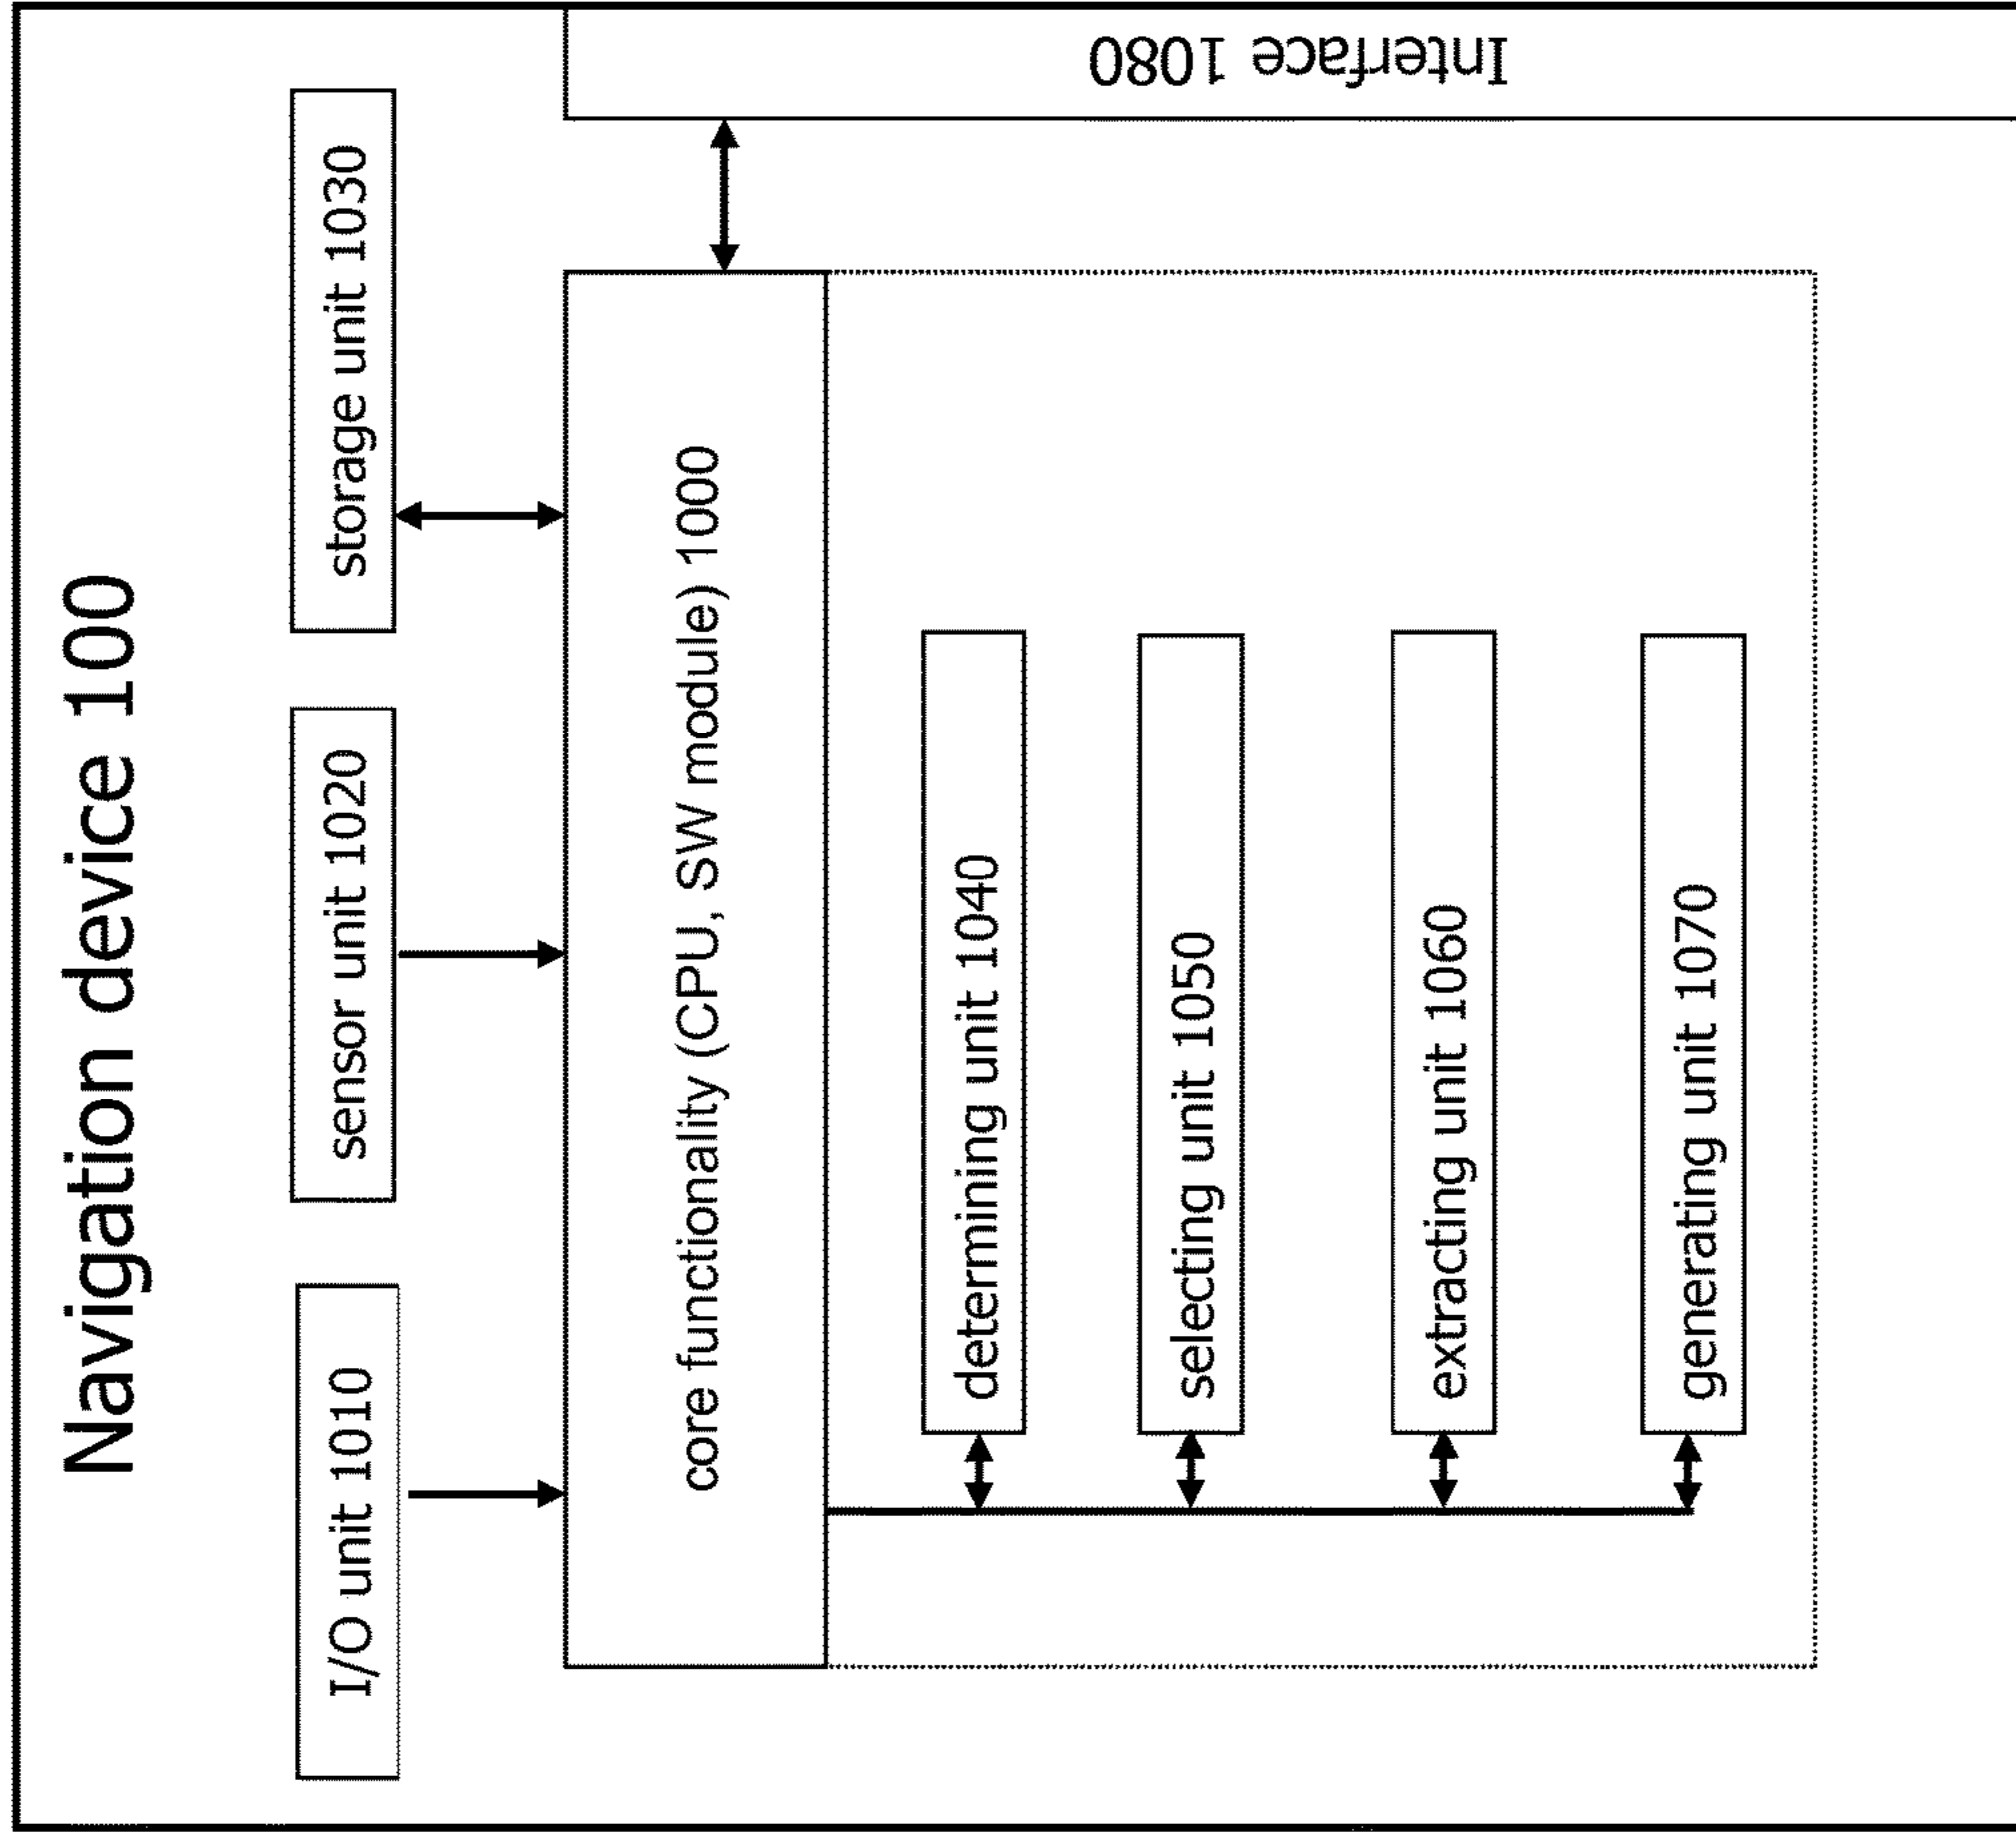 Navigation device 100
I/O unit 1010
sensor unit 1020
storage unit 1030
core functionality (CPU, SW module) 1000
determining unit 1040
selecting unit 1050
extracting unit 1060
generating unit 1070
Interface 1080